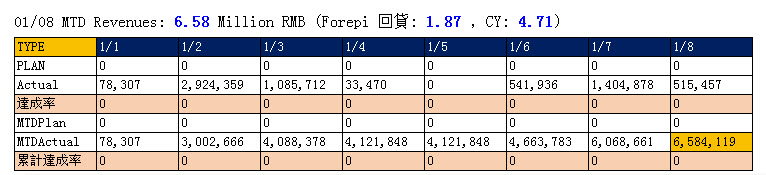 01/08 MTD Revenues: 6.58 Million RMB (Forepi 回貨: 1.87 , CY: 4.71)
TYPE 1/1 1/2 1/3 1/4 1/5 1/6 1/7 1/8
PLAN 0 0 0 0 0 0 0 0
Actual 78,307 2,924,359 1,085,712 33,470 0 541,936 1,404,878 515,457
達成率 0 0 0 0 0 0 0 0
MTDPlan 0 0 0 0 0 0 0 0
MTDActual 78,307 3,002,666 4,088,378 4,121,848 4,121,848 4,663,783 6,068,661 6,584,119
累計達成率 0 0 0 0 0 0 0 0